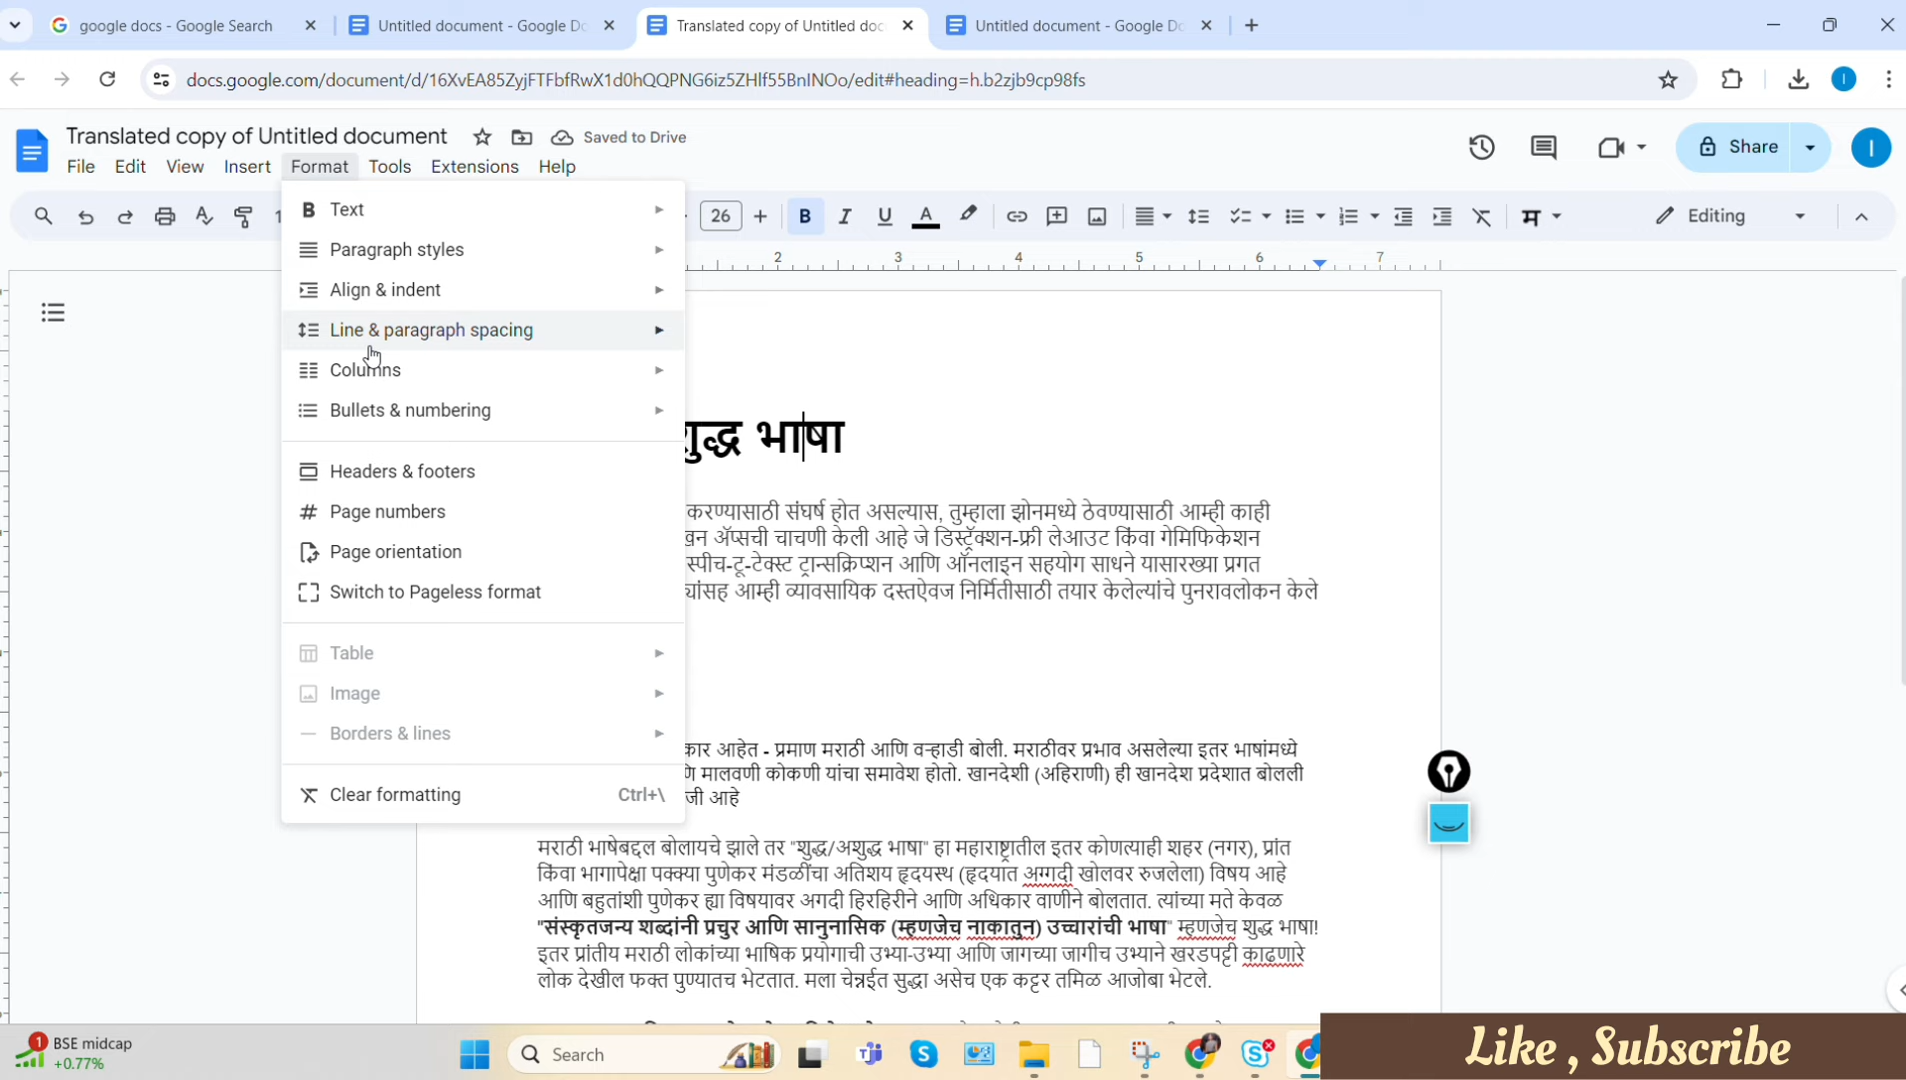 google docs - Google Search
Untitled document - Google Do
Translated copy of Untitled doc
Untitled document - Google Do
docs.google.com/document/d/16XvEA85ZyjFTFbfRwX1d0hQQPNG6iz5ZHlf55BnINOo/edit#heading=h.b2zjb9cp98fs
I
Translated copy of Untitled document
Saved to Drive
File Edit View Insert Format Tools Extensions Help
Share
I
26
Editing
Text
Paragraph styles
Align & indent
Line & paragraph spacing
Columns
Bullets & numbering
Headers & footers
Page numbers
Page orientation
Switch to Pageless format
Table
Image
Borders & lines
Clear formatting Ctrl+\
2 3 4 5 6 7
शुद्ध भाषा
करण्यासाठी संघर्ष होत असल्यास, तुम्हाला झोनमध्ये ठेवण्यासाठी आम्ही काही
अ‍ॅप्सची चाचणी केली आहे जे डिस्ट्रॅक्शन-फ्री लेआउट किंवा गेमिफिकेशन
स्पीच-टू-टेक्स्ट ट्रान्सक्रिप्शन आणि ऑनलाइन सहयोग साधने यासारख्या प्रगत
आम्ही व्यावसायिक दस्तऐवज निर्मितीसाठी तयार केलेल्यांचे पुनरावलोकन केले
आहेत - प्रमाण मराठी आणि वऱ्हाडी बोली. मराठीवर प्रभाव असलेल्या इतर भाषांमध्ये
मालवणी कोकणी यांचा समावेश होतो. खानदेशी (अहिराणी) ही खानदेश प्रदेशात बोलली
आहे
मराठी भाषेबद्दल बोलायचे झाले तर "शुद्ध/अशुद्ध भाषा" हा महाराष्ट्रातील इतर कोणत्याही शहर (नगर), प्रांत
किंवा भागापेक्षा पक्क्या पुणेकर मंडळींचा अतिशय हृदयस्थ (हृदयात अग्गदी खोलवर रुजलेला) विषय आहे
आणि बहुतांशी पुणेकर ह्या विषयावर अगदी हिरहिरीने आणि अधिकार वाणीने बोलतात. त्यांच्या मते केवळ
"संस्कृतजन्य शब्दांनी प्रचुर आणि सानुनासिक (म्हणजेच नाकातुन) उच्चारांची भाषा" म्हणजेच शुद्ध भाषा!
इतर प्रांतीय मराठी लोकांच्या भाषिक प्रयोगाची उभ्या-उभ्या आणि जागच्या जागीच उभ्याने खरडपट्टी काढणारे
लोक देखील फक्त पुण्यातच भेटतात. मला चेन्नईत सुद्धा असेच एक कट्टर तमिळ आजोबा भेटले.
1
BSE midcap
+0.77%
Search
Like , Subscribe